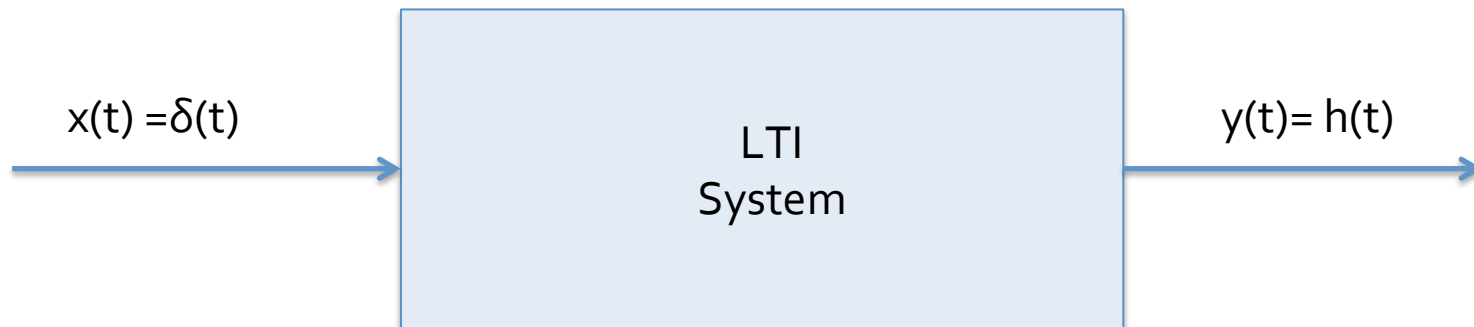 x(t) =δ(t)
LTI
System
y(t)= h(t)